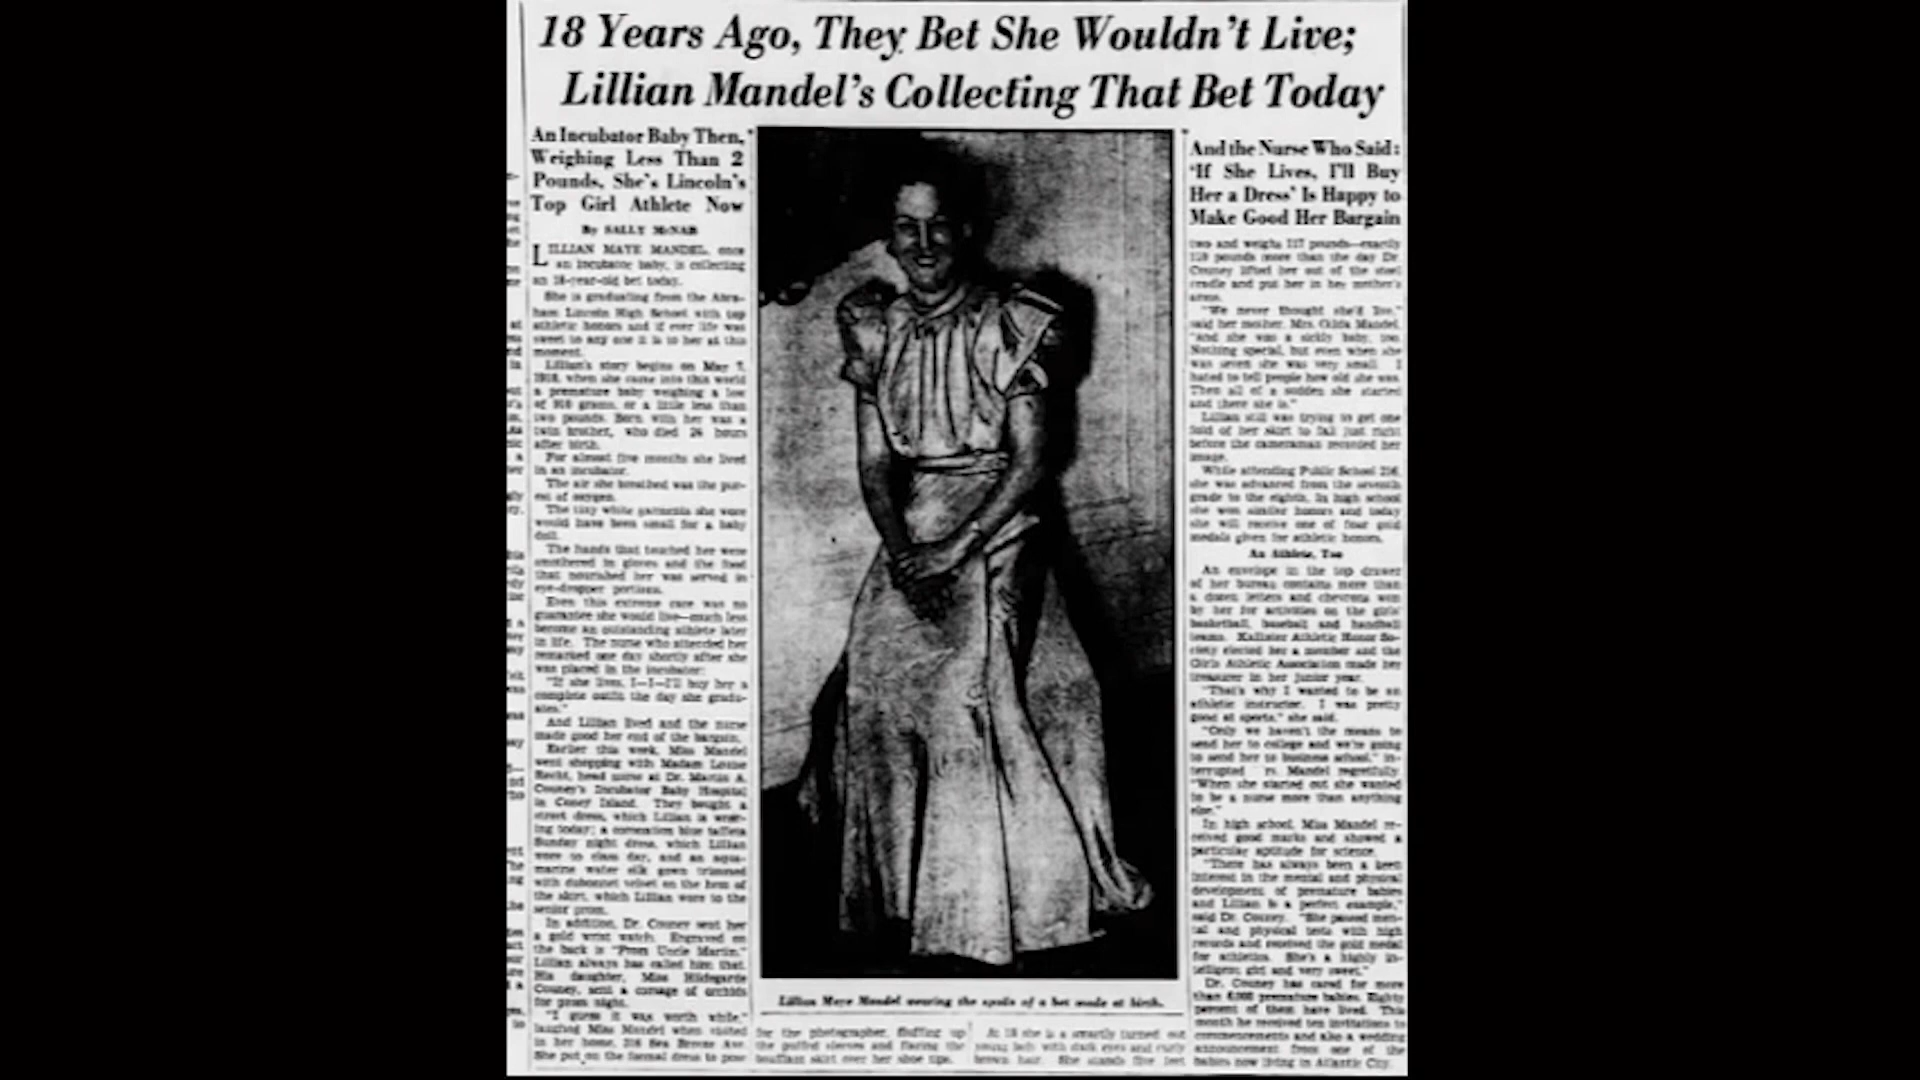 18 Years Ago, They Bet She Wouldn't Live;
Lillian Mandel's Collecting That Bet Today
An Incubator Baby Then,
Weighing Less Than 2
Pounds, She's Lincoln's
Top Girl Athlete Now
By SALLY McNAB
LILLIAN MAYE MANDEL, once
an incubator baby, is collecting
an 18-year-old bet today.
She is graduating from the Abra-
ham Lincoln High School with top
athletic honors and if ever life was
sweet to any one it is to her at this
moment.
Lillian's story begins on May 7,
when she came into this world
a premature baby weighing a low
of 910 grams, or a little less than
two pounds. Born with her was a
twin brother, who died 26 hours
after birth.
For almost five months she lived
in an incubator.
The air she breathed was the pur-
est of oxygen.
The tiny white garments she wore
would have been small for a baby
doll.
The hands that touched her were
smothered in gloves and the food
that nourished her was served in
eye-dropper portions.
Even this extreme care was no
guarantee she would live—much less
become an outstanding athlete later
in life. The nurse who attended her
remarked one day shortly after she
was placed in the incubator:
"If she lives, I—I—I'll buy her a
complete outfit the day she gradu-
ates."
And Lillian lived and the nurse
made good her end of the bargain.
Earlier this week, Miss Mandel
went shopping with Madam Louise
Recht, head nurse at Dr. Martin A.
Couney's Incubator Baby Hospital
in Coney Island. They bought a
street dress, which Lillian is wear-
ing today; a coronation blue taffeta
Sunday night dress, which Lillian
wore to class day, and an aqua-
marine water silk gown trimmed
with dubonnet velvet on the hem of
the skirt, which Lillian wore to the
senior prom.
In addition, Dr. Couney sent her
a gold wrist watch. Engraved on
the back is "From Uncle Martin."
Lillian always has called him that.
His daughter, Miss Hildegarde
Couney, sent a corsage of orchids
for prom night.
"I guess it was worth while,"
laughed Miss Mandel when visited
in her home, 316 Sea Breeze Ave.
She put on the formal dress to pose
Lillian Maye Mandel wearing the spoils of a bet made at birth.
for the photographer, fluffing up
the puffed sleeves and flaring the
bouffant skirt over her shoe tips.
At 18 she is a smartly turned out
young lady with dark eyes and curly
brown hair. She stands five feet
And the Nurse Who Said:
'If She Lives, I'll Buy
Her a Dress' Is Happy to
Make Good Her Bargain
two and weighs 117 pounds—exactly
pounds more than the day Dr.
Couney lifted her out of the steel
cradle and put her in her mother's
arms.
"We never thought she'd live,"
said her mother, Mrs. Gilda Mandel.
"And she was a sickly baby, too.
Nothing special, but even when she
was seven she was very small. I
hated to tell people how old she was.
Then all of a sudden she started
and there she is."
Lillian still was trying to get one
fold of her skirt to fall just right
before the cameraman recorded her
image.
While attending Public School 216,
she was advanced from the seventh
grade to the eighth. In high school
she won similar honors and today
she will receive one of four gold
medals given for athletic honors.
An Athlete, Too
An envelope in the top drawer
of her bureau contains more than
a dozen letters and chevrons won
by her for activities on the girls'
basketball, baseball and handball
teams. Athletic Honor So-
ciety elected her a member and the
Girls Athletic Association made her
treasurer in her junior year.
"That's why I wanted to be an
athletic instructor. I was pretty
good at sports," she said.
"Only we haven't the means to
send her to college and we're going
to send her to business school," in-
terrupted rs. Mandel regretfully.
"When she started out she wanted
to be a nurse more than anything
else."
In high school, Miss Mandel re-
ceived good marks and showed a
particular aptitude for science.
"There has always been a keen
interest in the mental and physical
development of premature babies
and Lillian is a perfect example,"
said Dr. Couney. "She passed men-
tal and physical tests with high
records and received the gold medal
for athletics. She's a highly in-
telligent girl and very sweet."
Dr. Couney has cared for more
than 6,000 premature babies. Eighty
percent of them have lived. This
month he received ten invitations to
commencements and also a wedding
announcement from one of the
babies now living in Atlantic City.